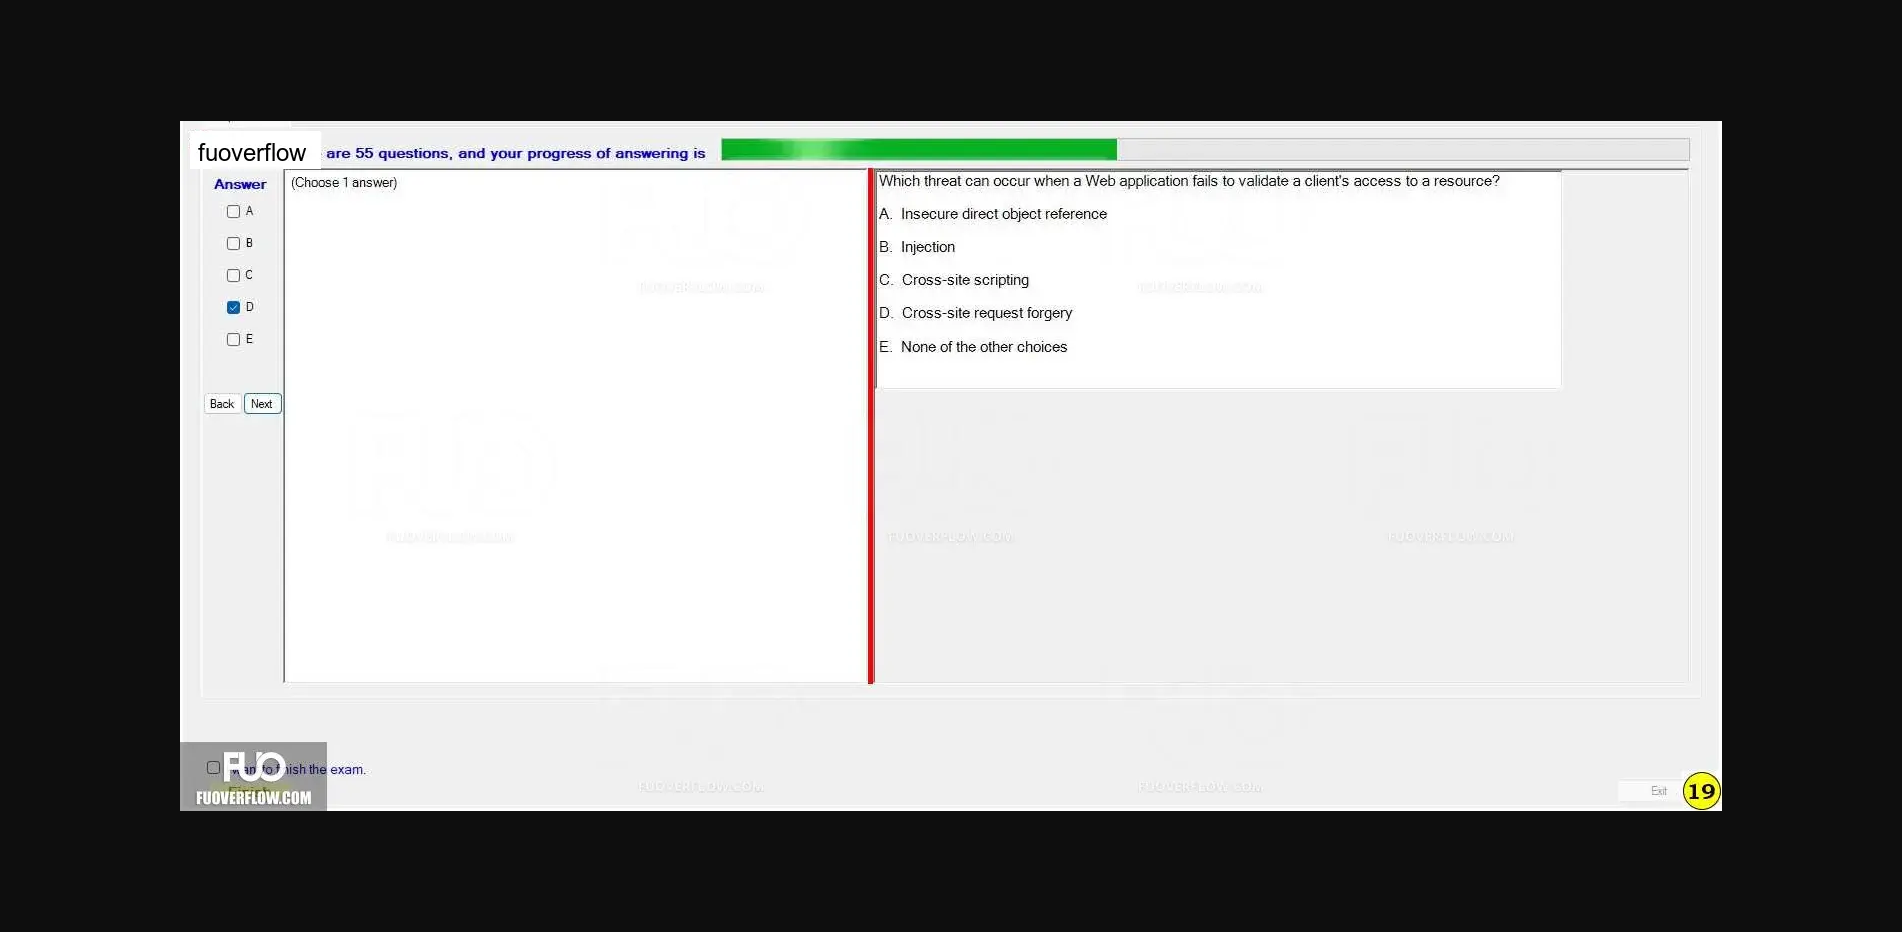 fuoverflow are 55 questions, and your progress of answering is
Answer
A
B
C
D
E
Back Next
(Choose 1 answer)
Which threat can occur when a Web application fails to validate a client's access to a resource?
A. Insecure direct object reference
B. Injection
C. Cross-site scripting
D. Cross-site request forgery
E. None of the other choices
FUOVERFLOW.COM FUOVERFLOW.COM
FUOVERFLOW.COM FUOVERFLOW.COM FUOVERFLOW.COM
FUOVERFLOW.COM FUOVERFLOW.COM
FUO
want to finish the exam.
Finish
FUOVERFLOW.COM
Exit
19